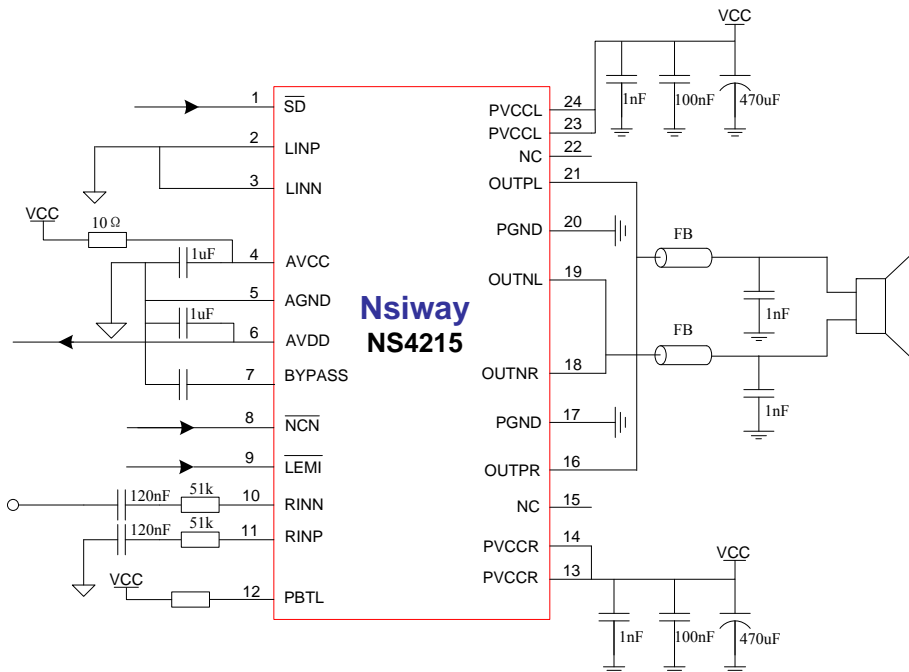 VCC
1nF
100nF
470uF
1
SD
2
LINP
3
LINN
VCC
10Ω
1uF
4
AVCC
5
AGND
1uF
6
AVDD
7
BYPASS
8
NCN
9
LEMI
120nF
51k
10
RINN
120nF
51k
11
RINP
VCC
12
PBTL
Nsiway
NS4215
PVCCL
24
PVCCL
23
NC
22
OUTPL
21
PGND
20
OUTNL
19
OUTNR
18
PGND
17
OUTPR
16
NC
15
PVCCR
14
PVCCR
13
FB
1nF
FB
1nF
VCC
1nF
100nF
470uF